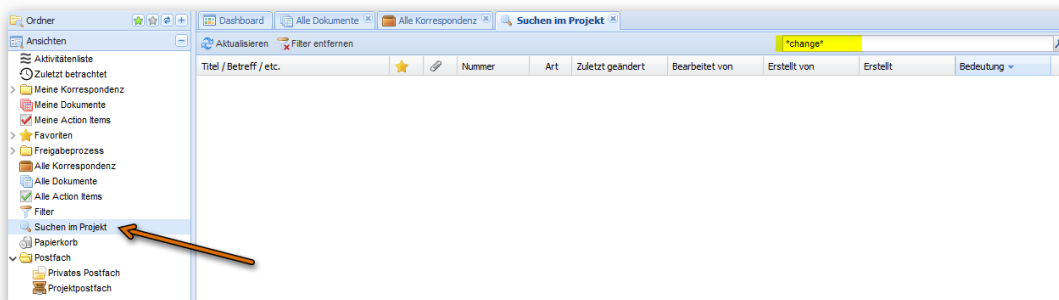 Ordner
Dashboard
Alle Dokumente
Alle Korrespondenz
Suchen im Projekt
Ansichten
Aktualisieren
Filter entfernen
*change*
Titel / Betreff / etc.
Nummer
Art
Zuletzt geändert
Bearbeitet von
Erstellt von
Erstellt
Bedeutung
Aktivitätenliste
Zuletzt betrachtet
Meine Korrespondenz
Meine Dokumente
Meine Action Items
Favoriten
Freigabeprozess
Alle Korrespondenz
Alle Dokumente
Alle Action Items
Filter
Suchen im Projekt
Papierkorb
Postfach
Privates Postfach
Projektpostfach